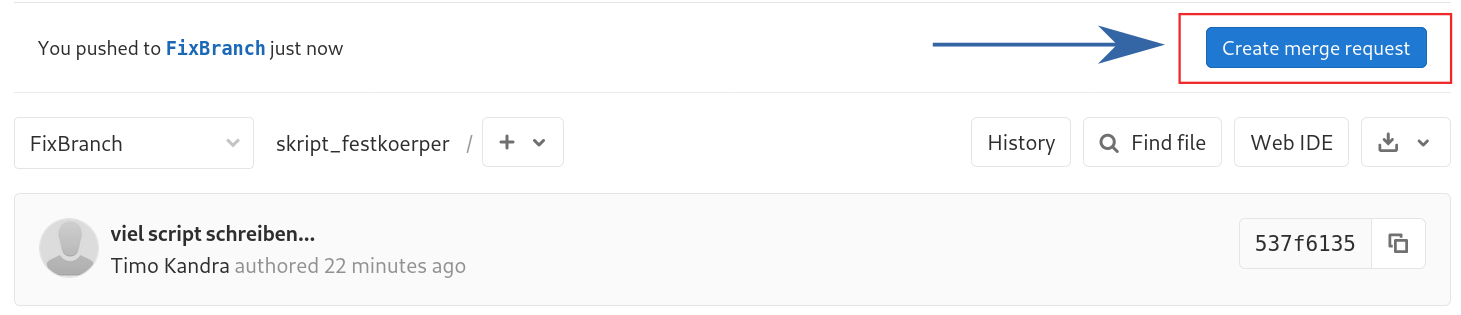 You pushed to FixBranch just now
Create merge request
FixBranch
skript_festkoerper / +
History
Find file
Web IDE
viel script schreiben...
Timo Kandra authored 22 minutes ago
537f6135